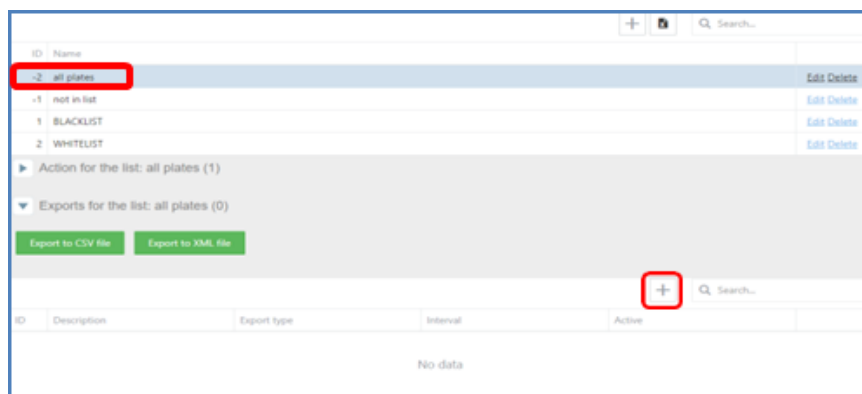 Search...
ID Name
-2 all plates Edit Delete
-1 not in list Edit Delete
1 BLACKLIST Edit Delete
2 WHITELIST Edit Delete
Action for the list: all plates (1)
Exports for the list: all plates (0)
Export to CSV file Export to XML file
Search...
ID Description Export type Interval Active
No data